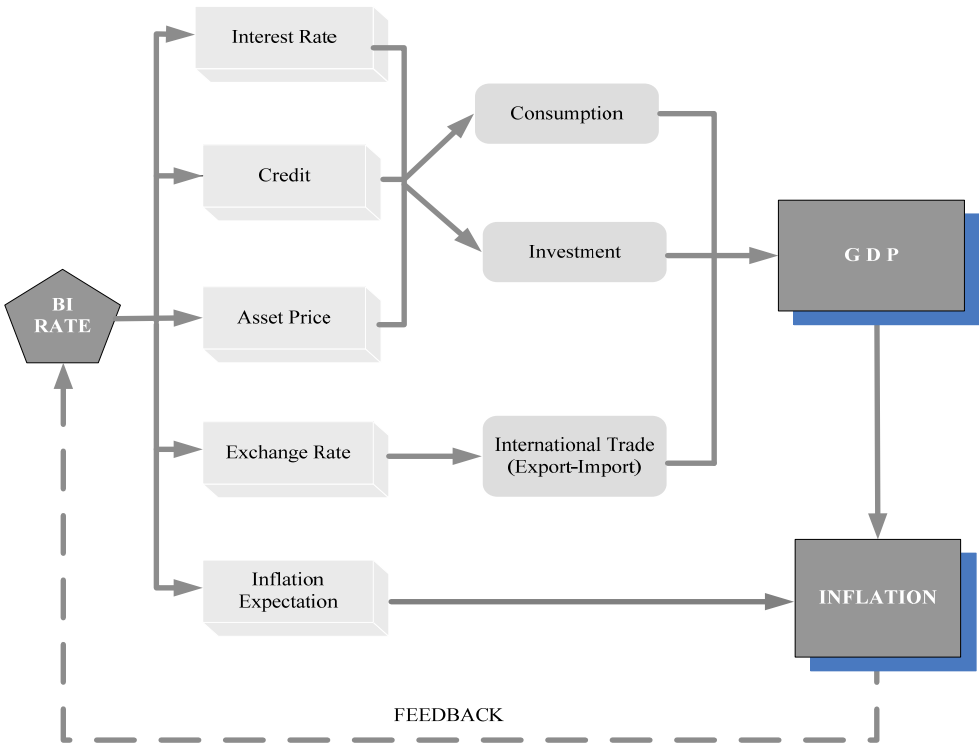 Interest Rate
Consumption
Credit
Investment
G D P
BI
RATE
Asset Price
Exchange Rate
International Trade
(Export-Import)
Inflation
Expectation
INFLATION
FEEDBACK